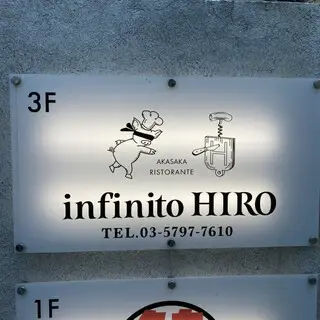 3F
AKASAKA
RISTORANTE
infinito HIRO
TEL.03-5797-7610
1F